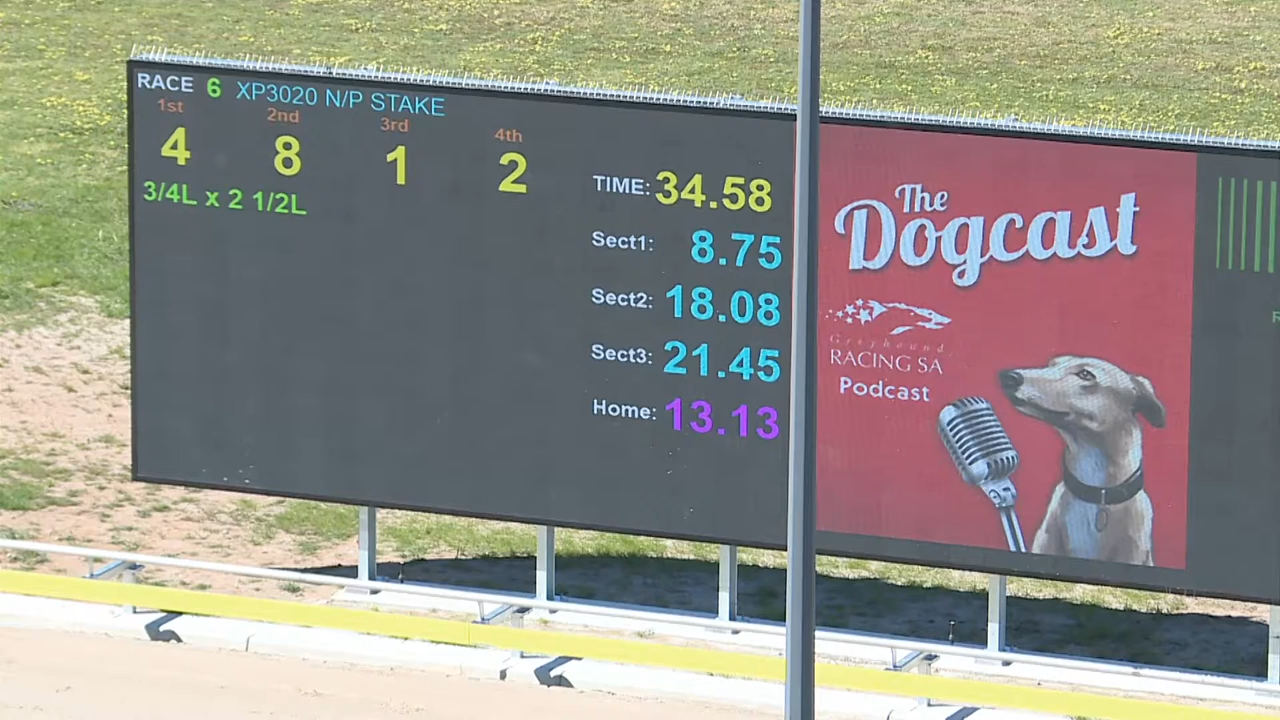 RACE 6 XP3020 N/P STAKE
1st 2nd 3rd 4th
4 8 1 2
3/4L x 2 1/2L
TIME: 34.58
Sect1: 8.75
Sect2: 18.08
Sect3: 21.45
Home: 13.13
The
Dogcast
Greyhound
RACING SA
Podcast